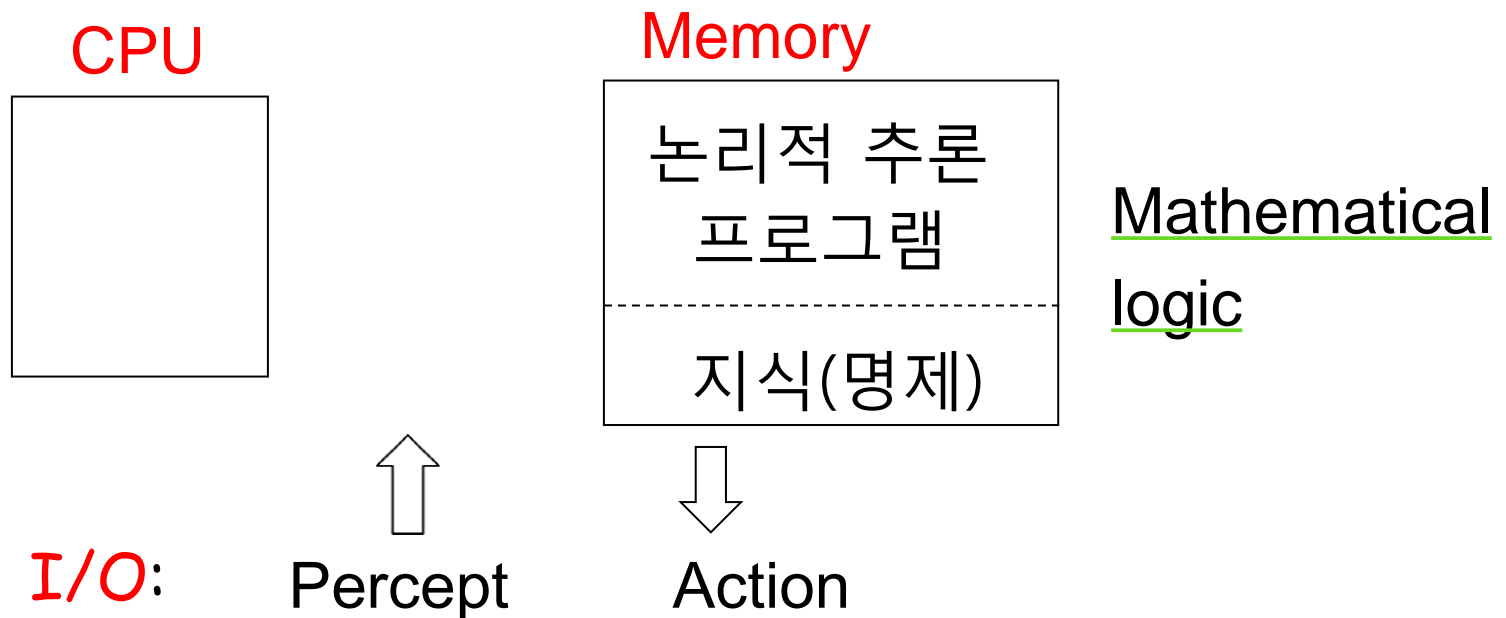 CPU
Memory
논리적 추론
프로그램
지식(명제)
Mathematical
logic
I/O: Percept Action